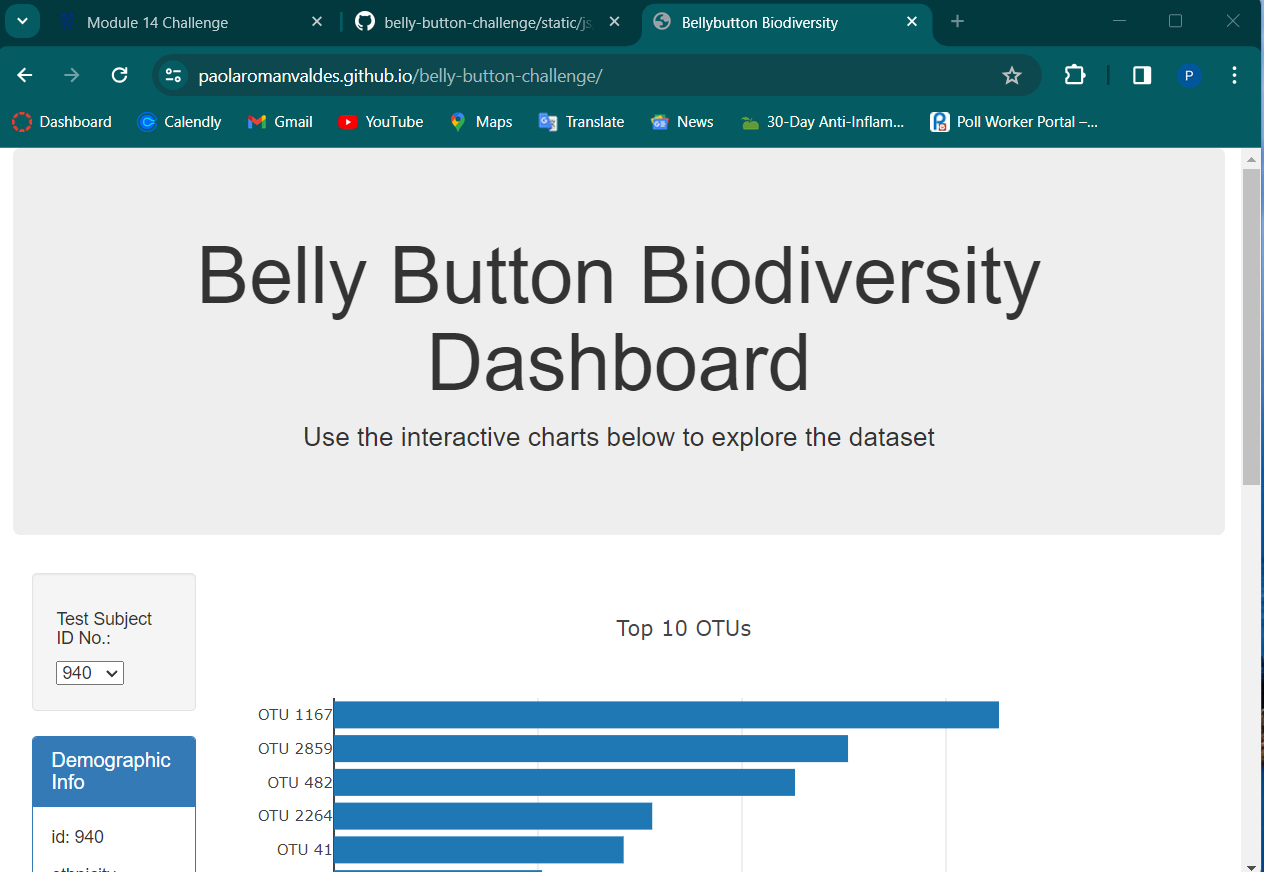 Module 14 Challenge
belly-button-challenge/static/js
Bellybutton Biodiversity
paolaromanvaldes.github.io/belly-button-challenge/
P
Dashboard
Calendly
Gmail
YouTube
Maps
Translate
News
30-Day Anti-Inflam...
Poll Worker Portal –...
Belly Button Biodiversity
Dashboard
Use the interactive charts below to explore the dataset
Test Subject
ID No.:
940
Demographic
Info
id: 940
ethnicity
Top 10 OTUs
OTU 1167
OTU 2859
OTU 482
OTU 2264
OTU 41